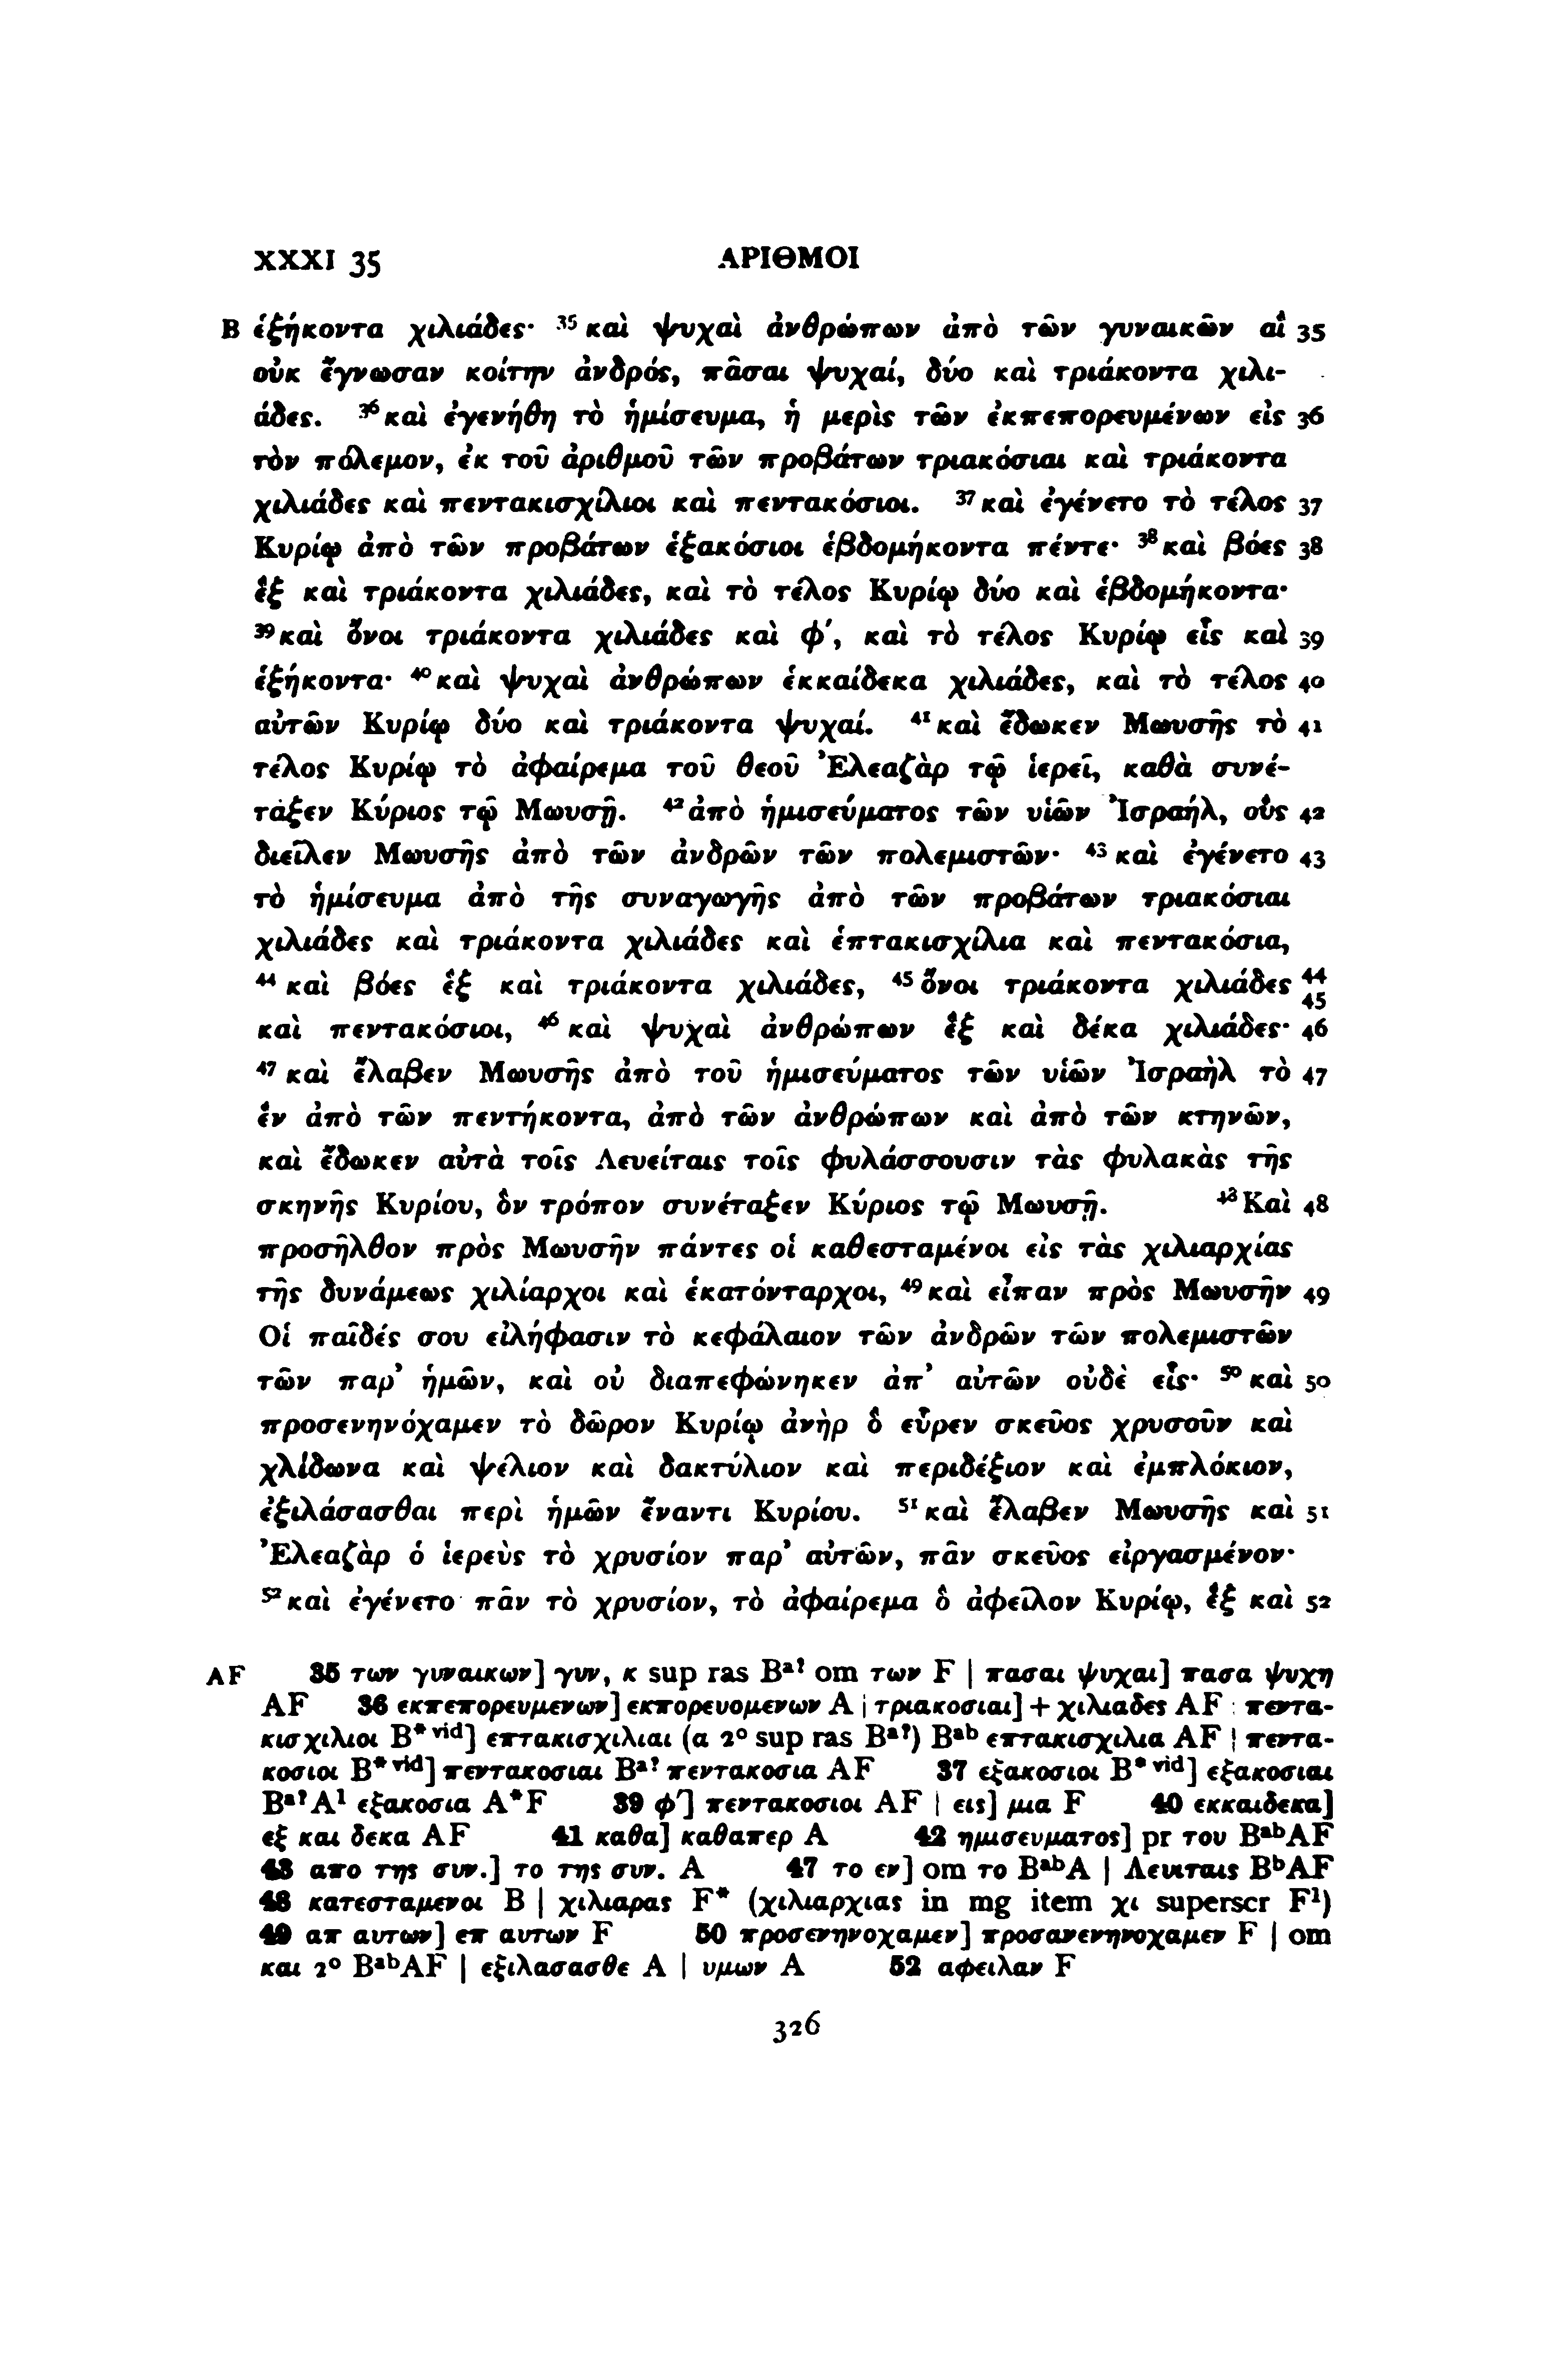 XXXI 35 ΑΡΙΘΜΟΙ
B ἑξήκοντα χιλιάδες· ³⁵καὶ ψυχαὶ ἀνθρώπων ἀπὸ τῶν γυναικῶν αἳ 35
οὐκ ἔγνωσαν κοίτην ἀνδρός, πᾶσαι ψυχαί, δύο καὶ τριάκοντα χιλι-
άδες. ³⁶καὶ ἐγενήθη τὸ ἡμίσευμα, ἡ μερὶς τῶν ἐκπεπορευμένων εἰς 36
τὸν πόλεμον, ἐκ τοῦ ἀριθμοῦ τῶν προβάτων τριακόσιαι καὶ τριάκοντα
χιλιάδες καὶ πεντακισχίλιοι καὶ πεντακόσιοι. ³⁷καὶ ἐγένετο τὸ τέλος 37
Κυρίῳ ἀπὸ τῶν προβάτων ἑξακόσιοι ἑβδομήκοντα πέντε· ³⁸καὶ βόες 38
ἓξ καὶ τριάκοντα χιλιάδες, καὶ τὸ τέλος Κυρίῳ δύο καὶ ἑβδομήκοντα·
³⁹καὶ ὄνοι τριάκοντα χιλιάδες καὶ φ′, καὶ τὸ τέλος Κυρίῳ εἷς καὶ 39
ἑξήκοντα· ⁴⁰καὶ ψυχαὶ ἀνθρώπων ἑκκαίδεκα χιλιάδες, καὶ τὸ τέλος 40
αὐτῶν Κυρίῳ δύο καὶ τριάκοντα ψυχαί. ⁴¹καὶ ἔδωκεν Μωυσῆς τὸ 41
τέλος Κυρίῳ τὸ ἀφαίρεμα τοῦ θεοῦ Ἐλεαζὰρ τῷ ἱερεῖ, καθὰ συνέ-
ταξεν Κύριος τῷ Μωυσῇ. ⁴²ἀπὸ ἡμισεύματος τῶν υἱῶν Ἰσραήλ, οὓς 42
διεῖλεν Μωυσῆς ἀπὸ τῶν ἀνδρῶν τῶν πολεμιστῶν· ⁴³καὶ ἐγένετο 43
τὸ ἡμίσευμα ἀπὸ τῆς συναγωγῆς ἀπὸ τῶν προβάτων τριακόσιαι
χιλιάδες καὶ τριάκοντα χιλιάδες καὶ ἑπτακισχίλια καὶ πεντακόσια,
⁴⁴καὶ βόες ἓξ καὶ τριάκοντα χιλιάδες, ⁴⁵ὄνοι τριάκοντα χιλιάδες 44 45
καὶ πεντακόσιοι, ⁴⁶καὶ ψυχαὶ ἀνθρώπων ἓξ καὶ δέκα χιλιάδες· 46
⁴⁷καὶ ἔλαβεν Μωυσῆς ἀπὸ τοῦ ἡμισεύματος τῶν υἱῶν Ἰσραὴλ τὸ 47
ἓν ἀπὸ τῶν πεντήκοντα, ἀπὸ τῶν ἀνθρώπων καὶ ἀπὸ τῶν κτηνῶν,
καὶ ἔδωκεν αὐτὰ τοῖς Λευείταις τοῖς φυλάσσουσιν τὰς φυλακὰς τῆς
σκηνῆς Κυρίου, ὃν τρόπον συνέταξεν Κύριος τῷ Μωυσῇ. ⁴⁸Καὶ 48
προσῆλθον πρὸς Μωυσῆν πάντες οἱ καθεσταμένοι εἰς τὰς χιλιαρχίας
τῆς δυνάμεως χιλίαρχοι καὶ ἑκατόνταρχοι, ⁴⁹καὶ εἶπαν πρὸς Μωυσῆν 49
Οἱ παῖδές σου εἰλήφασιν τὸ κεφάλαιον τῶν ἀνδρῶν τῶν πολεμιστῶν
τῶν παρ’ ἡμῶν, καὶ οὐ διαπεφώνηκεν ἀπ’ αὐτῶν οὐδὲ εἷς· ⁵⁰καὶ 50
προσενηνόχαμεν τὸ δῶρον Κυρίῳ ἀνὴρ ὃ εὗρεν σκεῦος χρυσοῦν καὶ
χλίδωνα καὶ ψέλιον καὶ δακτύλιον καὶ περιδέξιον καὶ ἐμπλόκιον,
ἐξιλάσασθαι περὶ ἡμῶν ἔναντι Κυρίου. ⁵¹καὶ ἔλαβεν Μωυσῆς καὶ 51
Ἐλεαζὰρ ὁ ἱερεὺς τὸ χρυσίον παρ’ αὐτῶν, πᾶν σκεῦος εἰργασμένον·
⁵²καὶ ἐγένετο πᾶν τὸ χρυσίον, τὸ ἀφαίρεμα ὃ ἀφεῖλον Κυρίῳ, ἓξ καὶ 52
AF 35 των γυναικων] γυν, κ sup ras Bᵃ? om των F | πασαι ψυχαι] πασα ψυχη
AF 36 εκπεπορευμενων] εκπορευομενων A | τριακοσιαι] + χιλιαδες AF | πεντα-
κισχιλιοι B* ᵛⁱᵈ] επτακισχιλιαι (α 2° sup ras Bᵃ?) Bᵃᵇ επτακισχιλια AF | πεντα-
κοσιοι B* ᵛⁱᵈ] πεντακοσιαι Bᵃ? πεντακοσια AF 37 εξακοσιοι B* ᵛⁱᵈ] εξακοσιαι
Bᵃ?A¹ εξακοσια A*F 39 φ′] πεντακοσιοι AF | εις] μια F 40 εκκαιδεκα]
εξ και δεκα AF 41 καθα] καθαπερ A 42 ημισευματος] pr του BᵃᵇAF
43 απο της συν.] το της συν. A 47 το εν] om το BᵃᵇA | Λευιταις BᵇAF
48 κατεσταμενοι B | χιλιαρας F* (χιλιαρχιας in mg item χι superscr F¹)
49 απ αυτων] επ αυτων F 50 προσενηνοχαμεν] προσανενηνοχαμεν F | om
και 2° BᵃᵇAF | εξιλασασθε A | υμων A 52 αφειλαν F
326